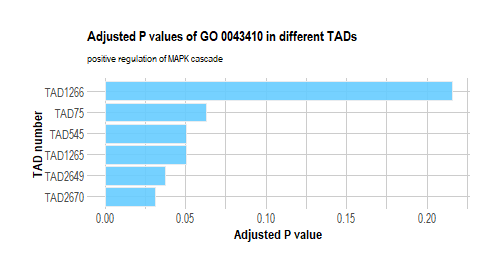 Adjusted P values of GO 0043410 in different TADs
positive regulation of MAPK cascade
TAD number
TAD1266
TAD75
TAD545
TAD1265
TAD2649
TAD2670
0.00 0.05 0.10 0.15 0.20
Adjusted P value